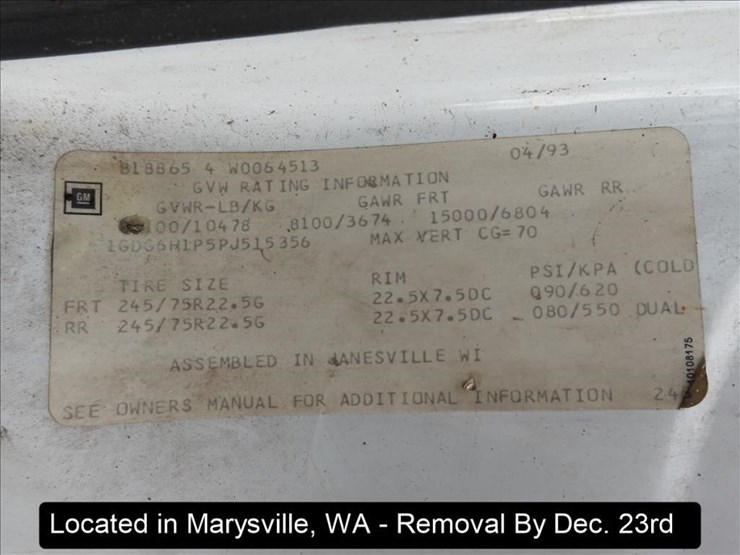 818865 4 W0064513 04/93
GM
GVW RATING INFORMATION
GVWR-LB/KG GAWR FRT GAWR RR
8100/3674 15000/6804
1GDG6H1P5PJ515356 MAX VERT CG=70
TIRE SIZE RIM PSI/KPA (COLD
FRT 245/75R22.5G 22.5X7.5DC 090/620
RR 245/75R22.5G 22.5X7.5DC 080/550 DUAL
ASSEMBLED IN JANESVILLE WI
SEE OWNERS MANUAL FOR ADDITIONAL INFORMATION
Located in Marysville, WA - Removal By Dec. 23rd